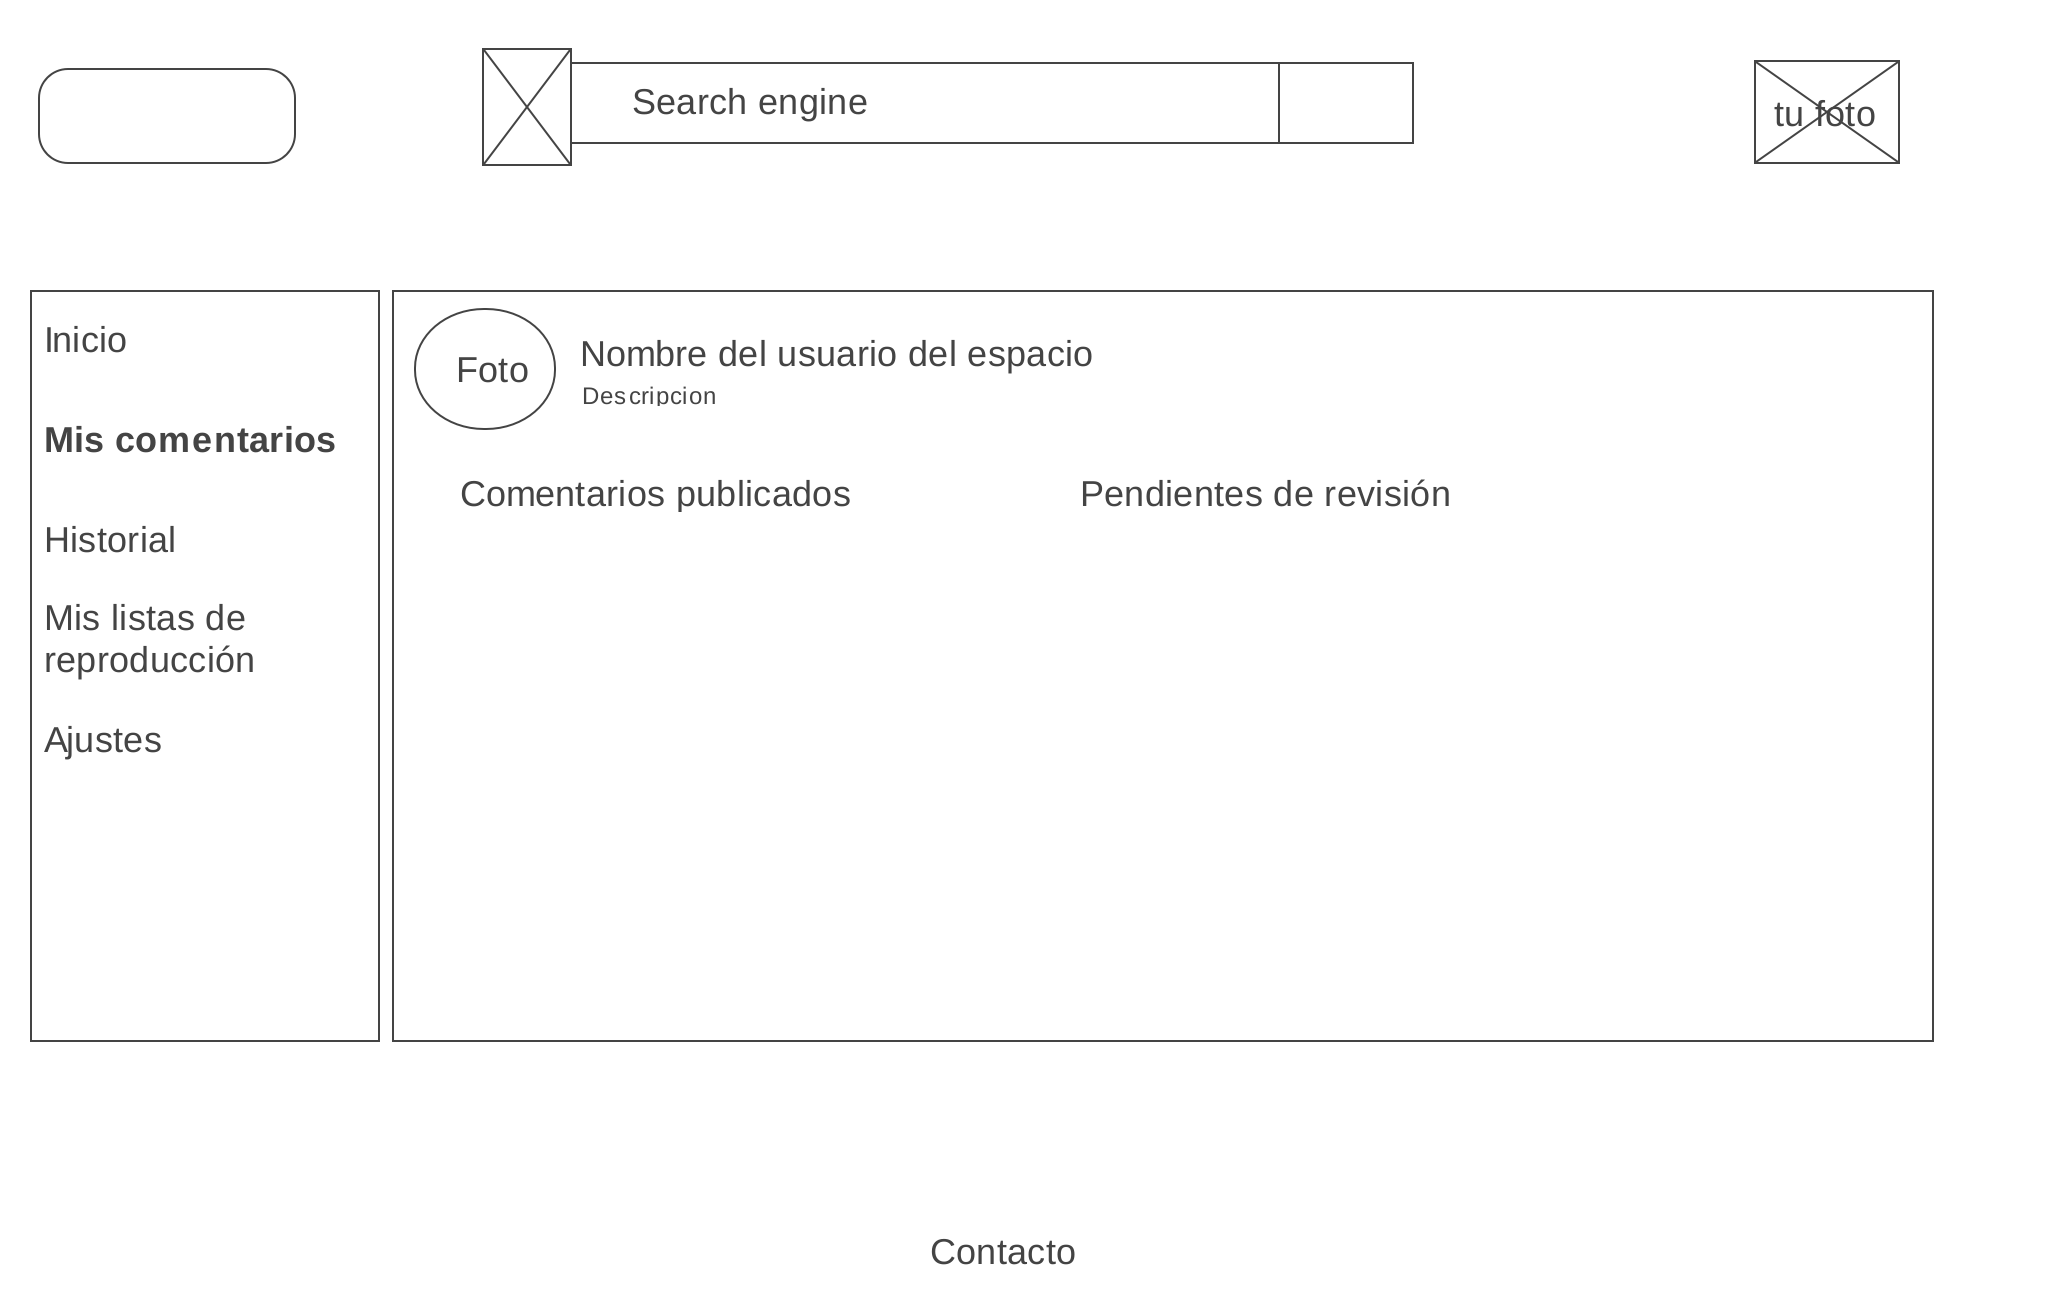 Search engine
tu foto
Inicio
Mis comentarios
Historial
Mis listas de
reproducción
Ajustes
Foto
Nombre del usuario del espacio
Descripcion
Comentarios publicados
Pendientes de revisión
Contacto